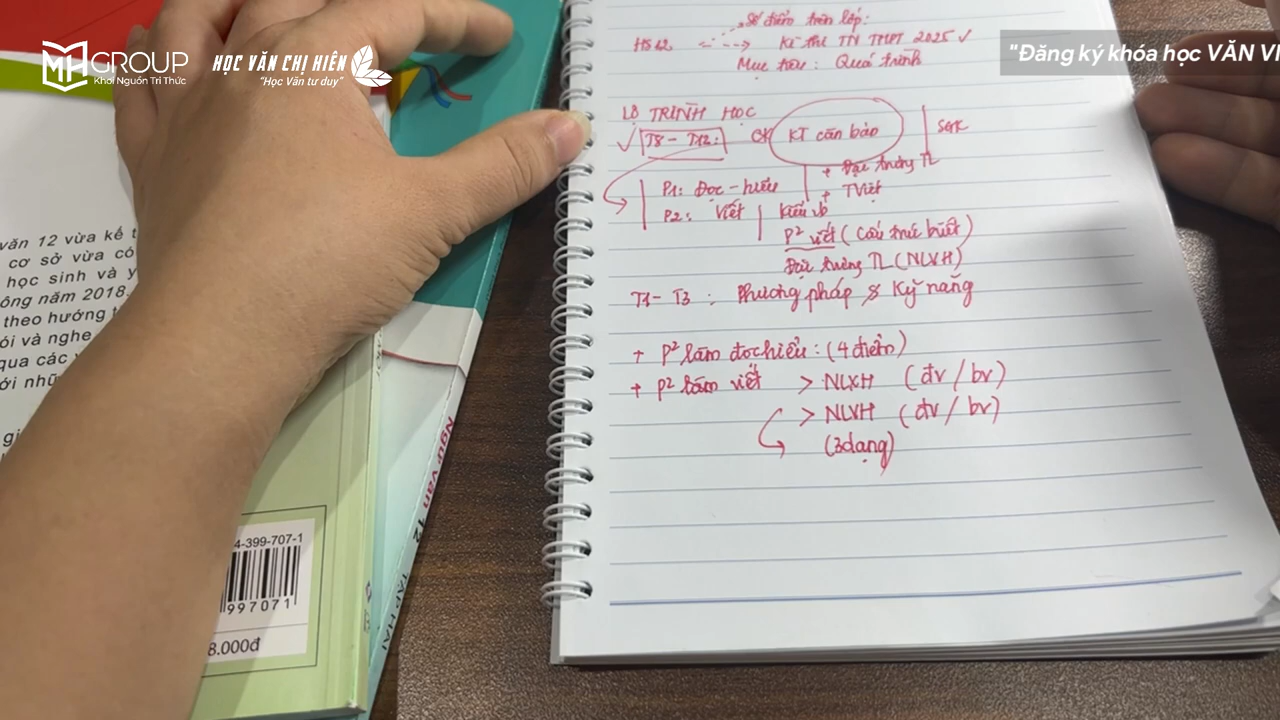 MH GROUP
Khơi Nguồn Tri Thức
HỌC VĂN CHỊ HIÊN
"Học Văn tư duy"
"Đăng ký khóa học VĂN VI
Số điểm trên lớp:
HS 12 Kì thi TN THPT 2025 ✓
Mục tiêu: Quá trình
LỘ TRÌNH HỌC
✓ T8 - T12: KT căn bản SGK
+ Đặc trưng TL
P1: Đọc - hiểu + TViệt
P2: Viết Kiểu vb
P² viết (Cấu trúc bviết)
Đặc trưng TL (NLVH)
T1 - T3 : Phương pháp & Kỹ năng
+ P² làm đọc hiểu: (4 điểm)
+ P² làm viết > NLXH (đv / bv)
> NLVH (đv / bv)
(3 dạng)
văn 12 vừa kế t
cơ sở vừa có
học sinh và y
ông năm 2018.
theo hướng t
ói và nghe
qua các v
ới nhữ
gi
4-399-707-1
997071
8.000đ
NGỮ VĂN 12
TẬP HAI